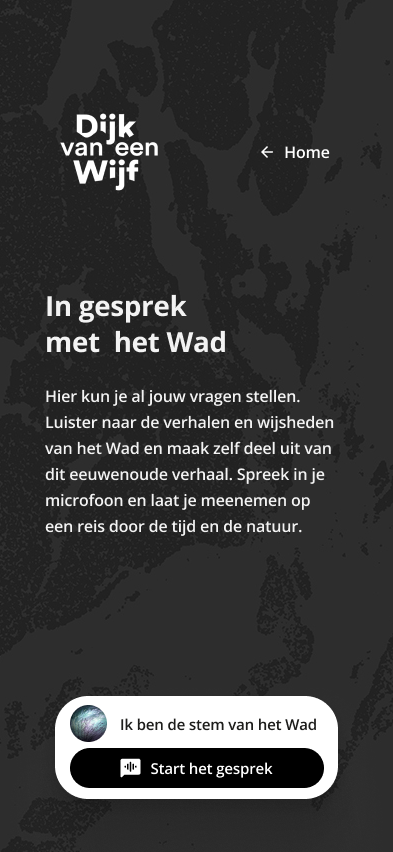 Dijk
van een
Wijf
← Home
In gesprek
met  het Wad
Hier kun je al jouw vragen stellen.
Luister naar de verhalen en wijsheden
van het Wad en maak zelf deel uit van
dit eeuwenoude verhaal. Spreek in je
microfoon en laat je meenemen op
een reis door de tijd en de natuur.
Ik ben de stem van het Wad
Start het gesprek